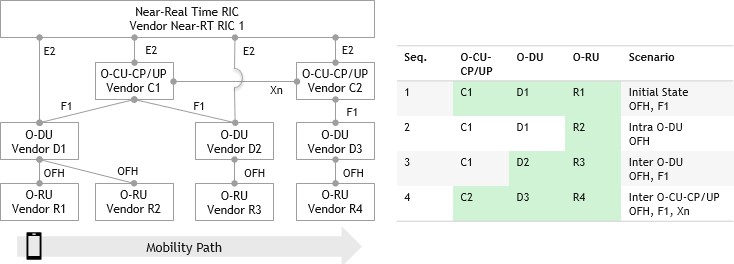 Near-Real Time RIC
Vendor Near-RT RIC 1
E2
E2
E2
E2
O-CU-CP/UP
Vendor C1
O-CU-CP/UP
Vendor C2
Xn
F1
F1
F1
O-DU
Vendor D1
O-DU
Vendor D2
O-DU
Vendor D3
OFH
OFH
OFH
OFH
O-RU
Vendor R1
O-RU
Vendor R2
O-RU
Vendor R3
O-RU
Vendor R4
Mobility Path
Seq. O-CU-CP/UP O-DU O-RU Scenario
1 C1 D1 R1 Initial State
OFH, F1
2 C1 D1 R2 Intra O-DU
OFH
3 C1 D2 R3 Inter O-DU
OFH, F1
4 C2 D3 R4 Inter O-CU-CP/UP
OFH, F1, Xn